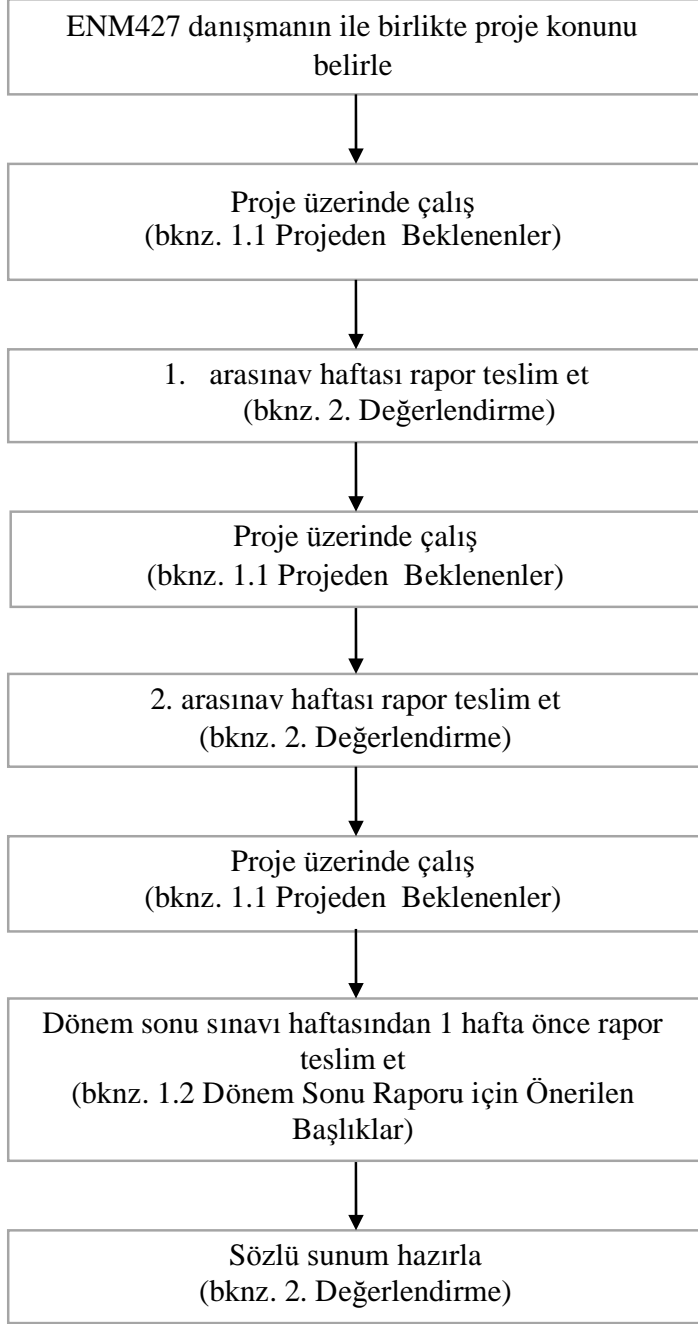 ENM427 danışmanın ile birlikte proje konunu
belirle
Proje üzerinde çalış
(bknz. 1.1 Projeden Beklenenler)
1. arasınav haftası rapor teslim et
(bknz. 2. Değerlendirme)
Proje üzerinde çalış
(bknz. 1.1 Projeden Beklenenler)
2. arasınav haftası rapor teslim et
(bknz. 2. Değerlendirme)
Proje üzerinde çalış
(bknz. 1.1 Projeden Beklenenler)
Dönem sonu sınavı haftasından 1 hafta önce rapor
teslim et
(bknz. 1.2 Dönem Sonu Raporu için Önerilen
Başlıklar)
Sözlü sunum hazırla
(bknz. 2. Değerlendirme)